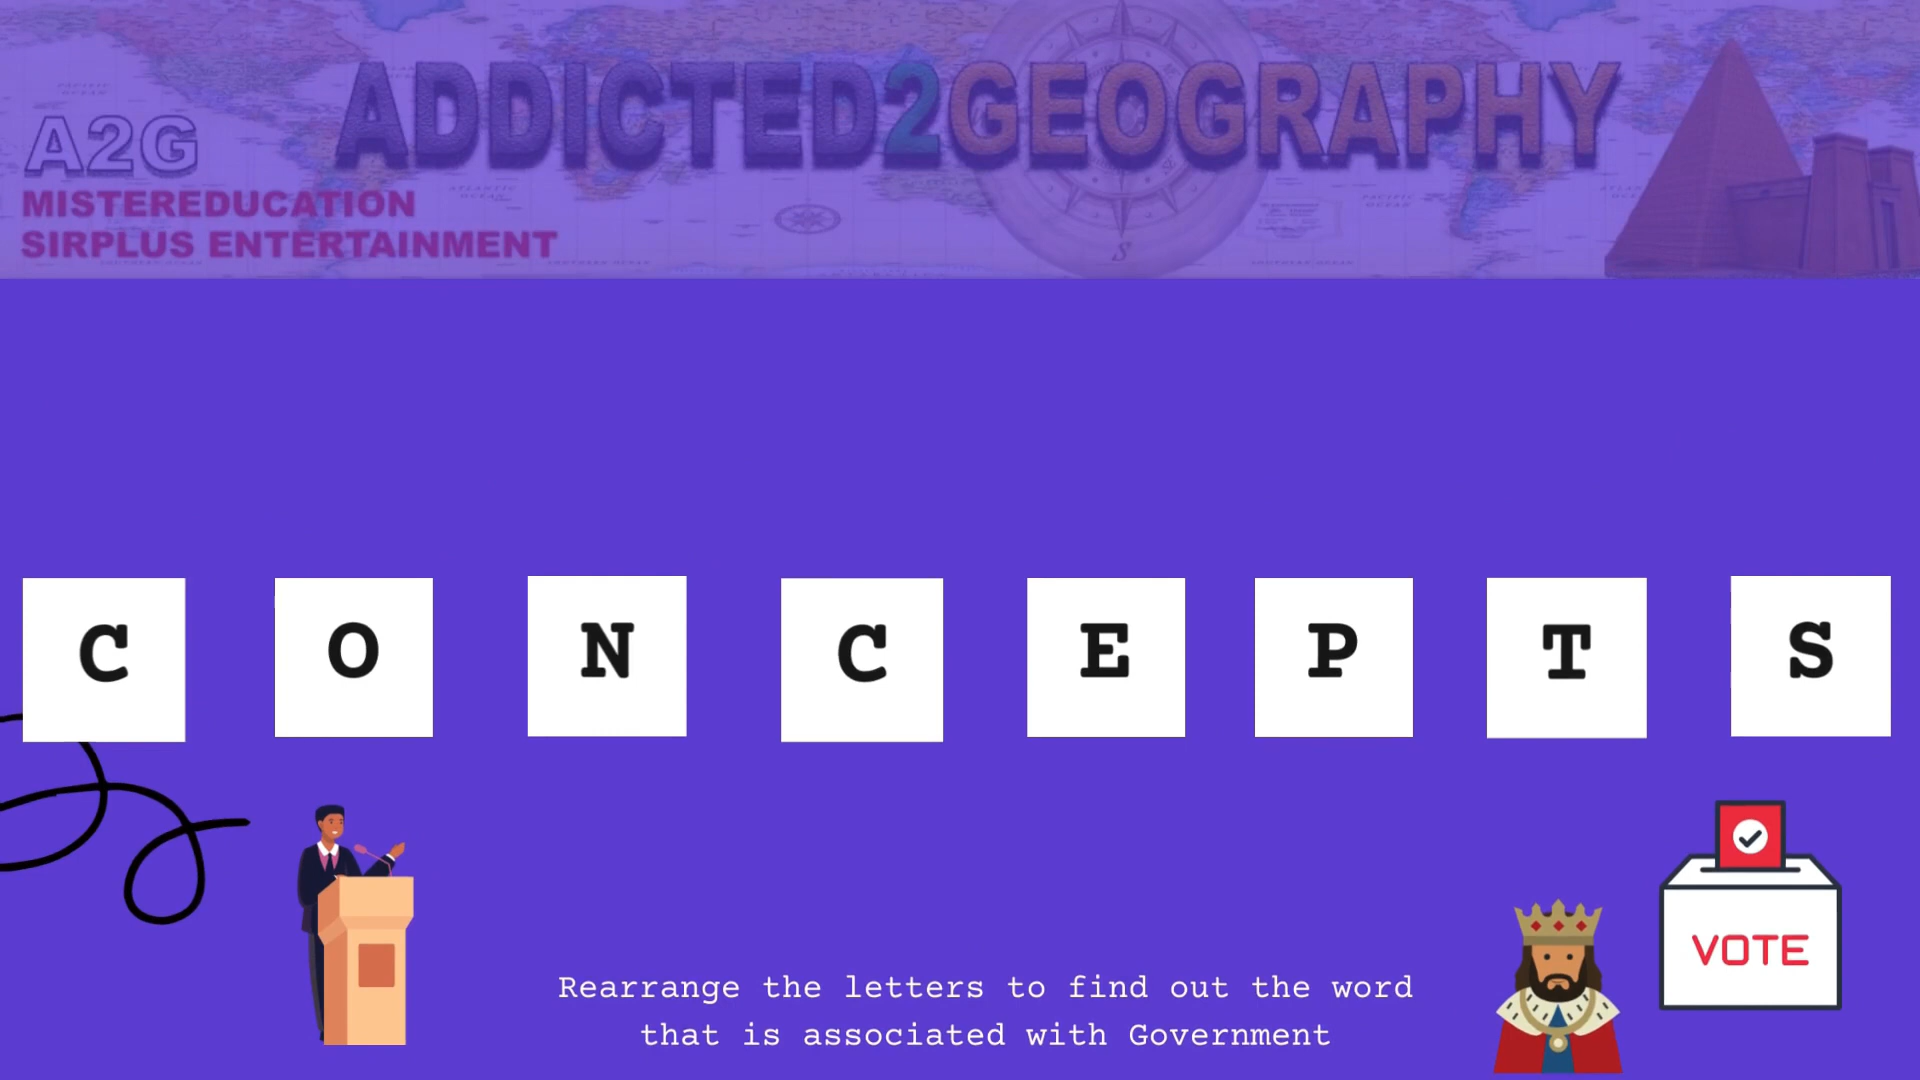 ADDICTED2GEOGRAPHY
A2G
MISTEREDUCATION
SIRPLUS ENTERTAINMENT
S
C O N C E P T S
VOTE
Rearrange the letters to find out the word
that is associated with Government